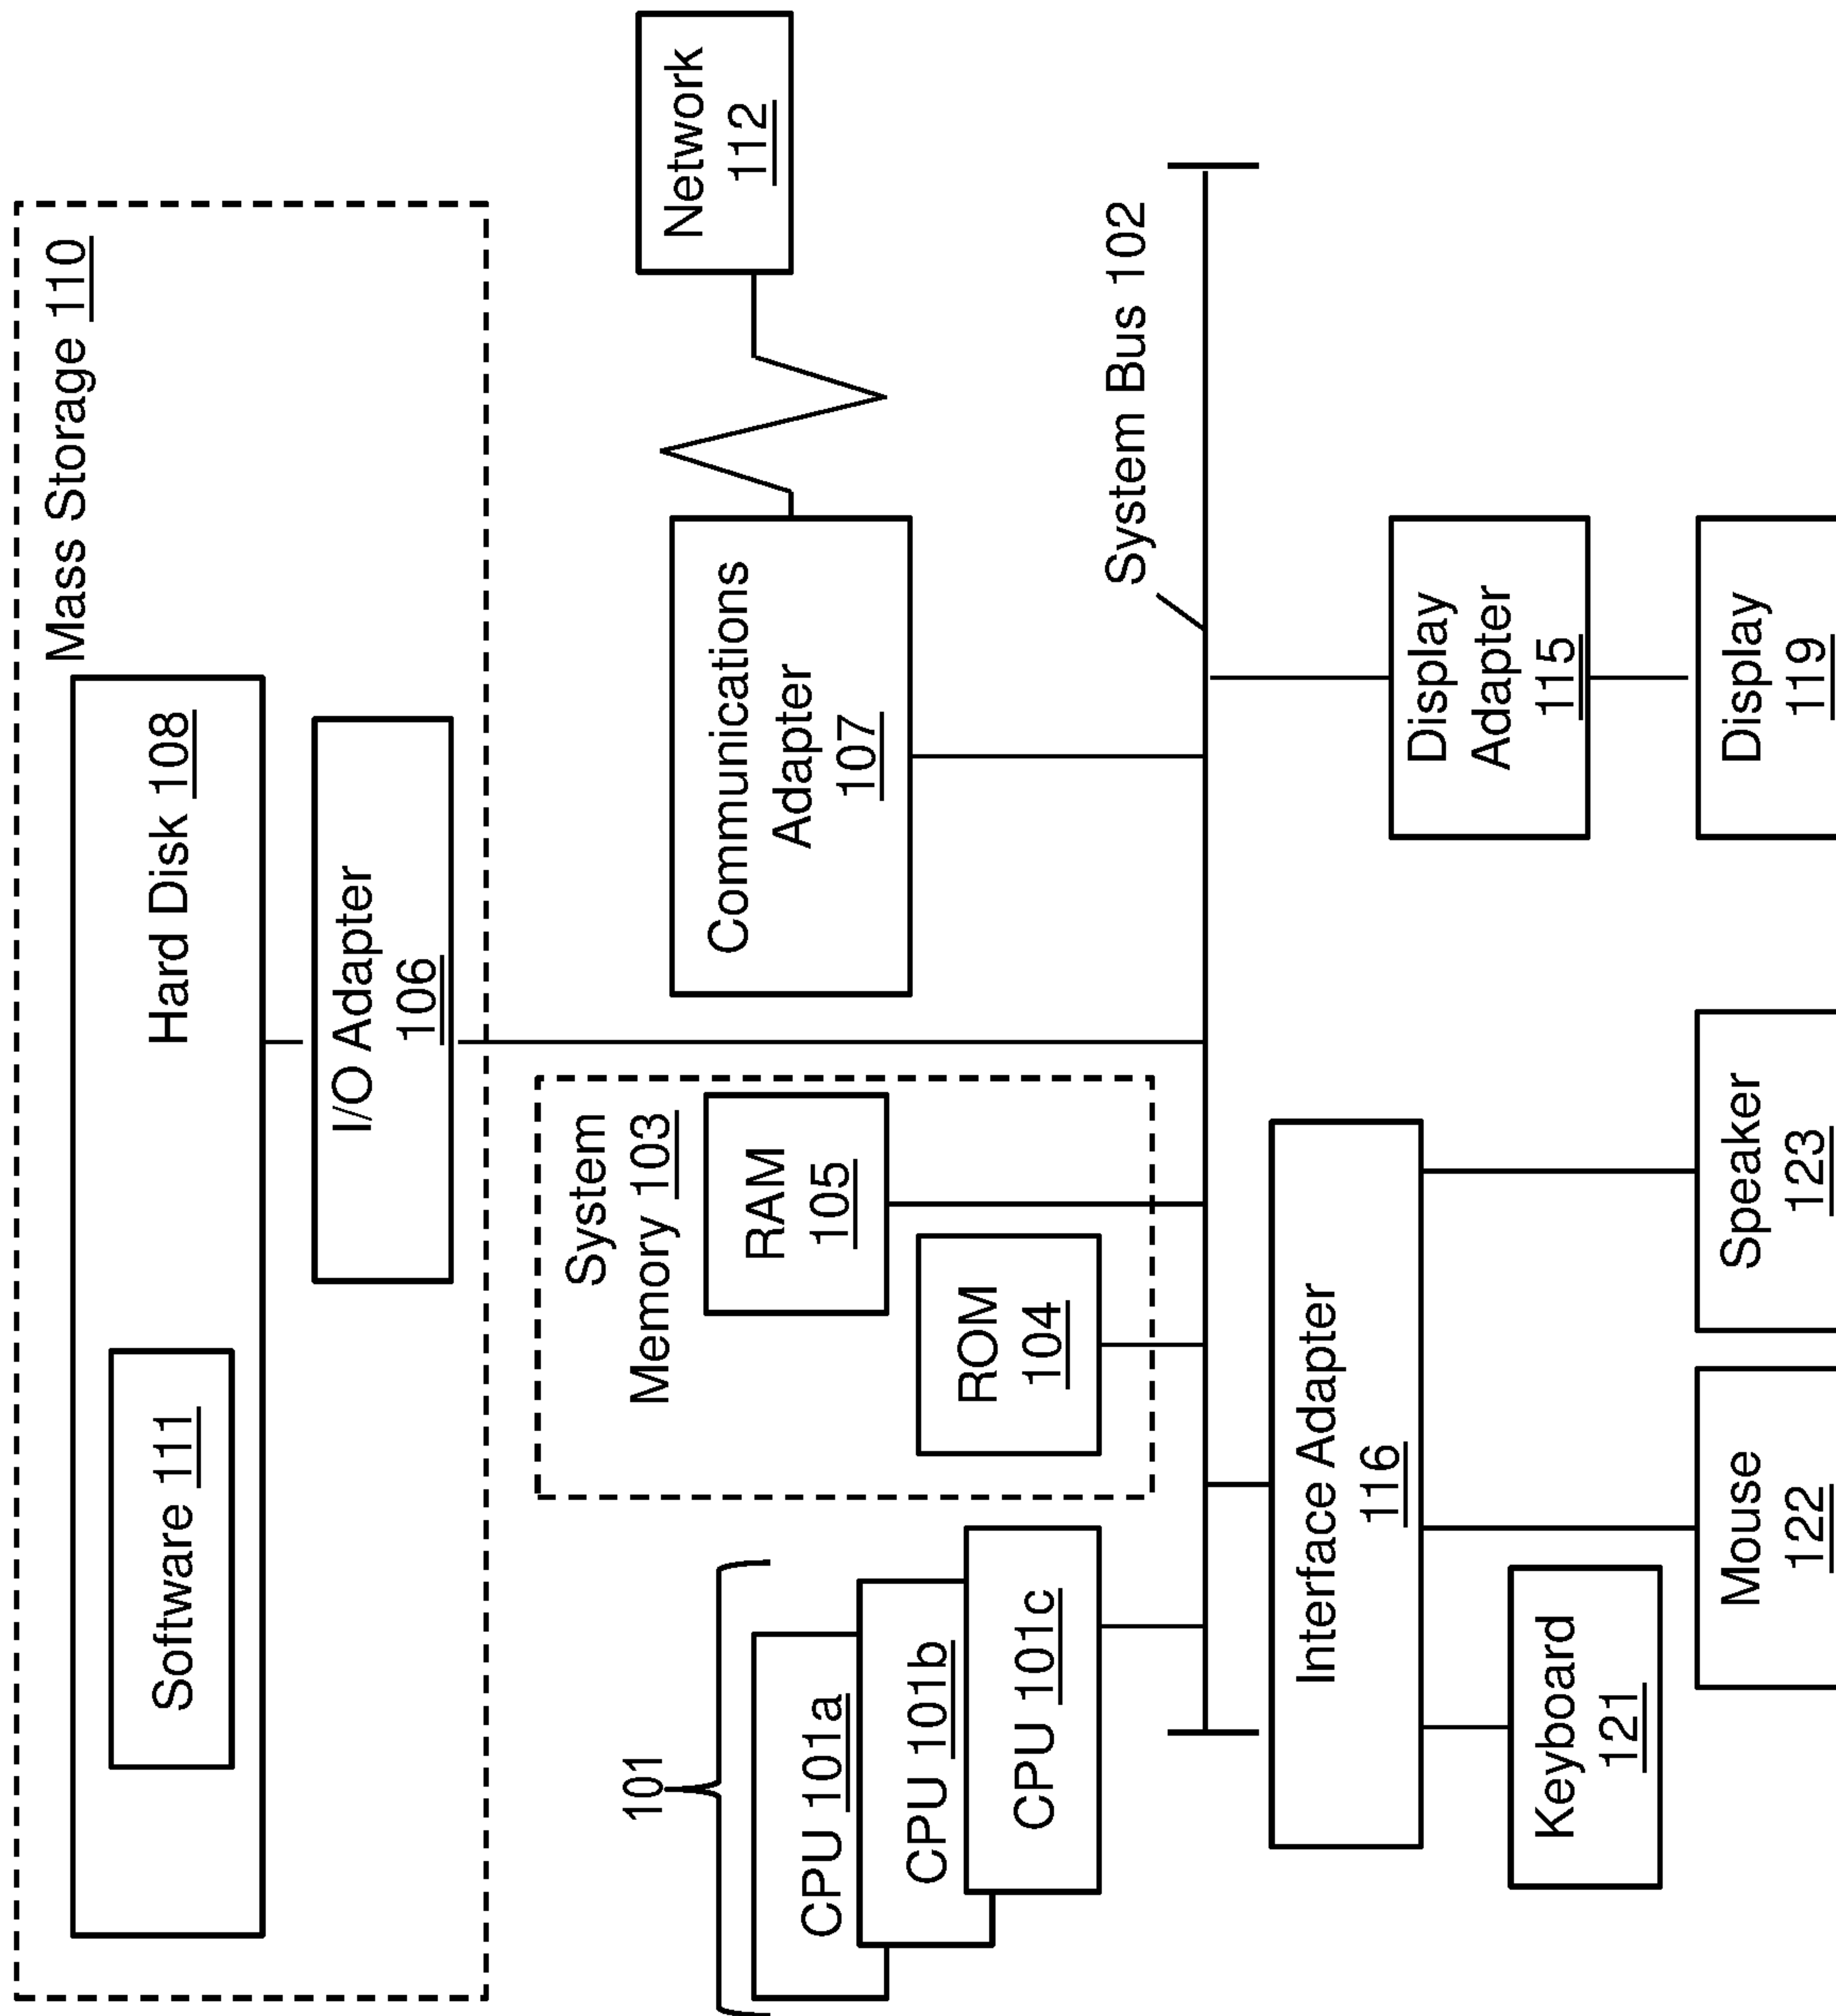 Mass Storage 110
Hard Disk 108
Software 111
I/O Adapter
106
Network
112
Communications
Adapter
107
System
Memory 103
RAM
105
ROM
104
101
CPU 101a
CPU 101b
CPU 101c
System Bus 102
Interface Adapter
116
Display
Adapter
115
Keyboard
121
Mouse
122
Speaker
123
Display
119